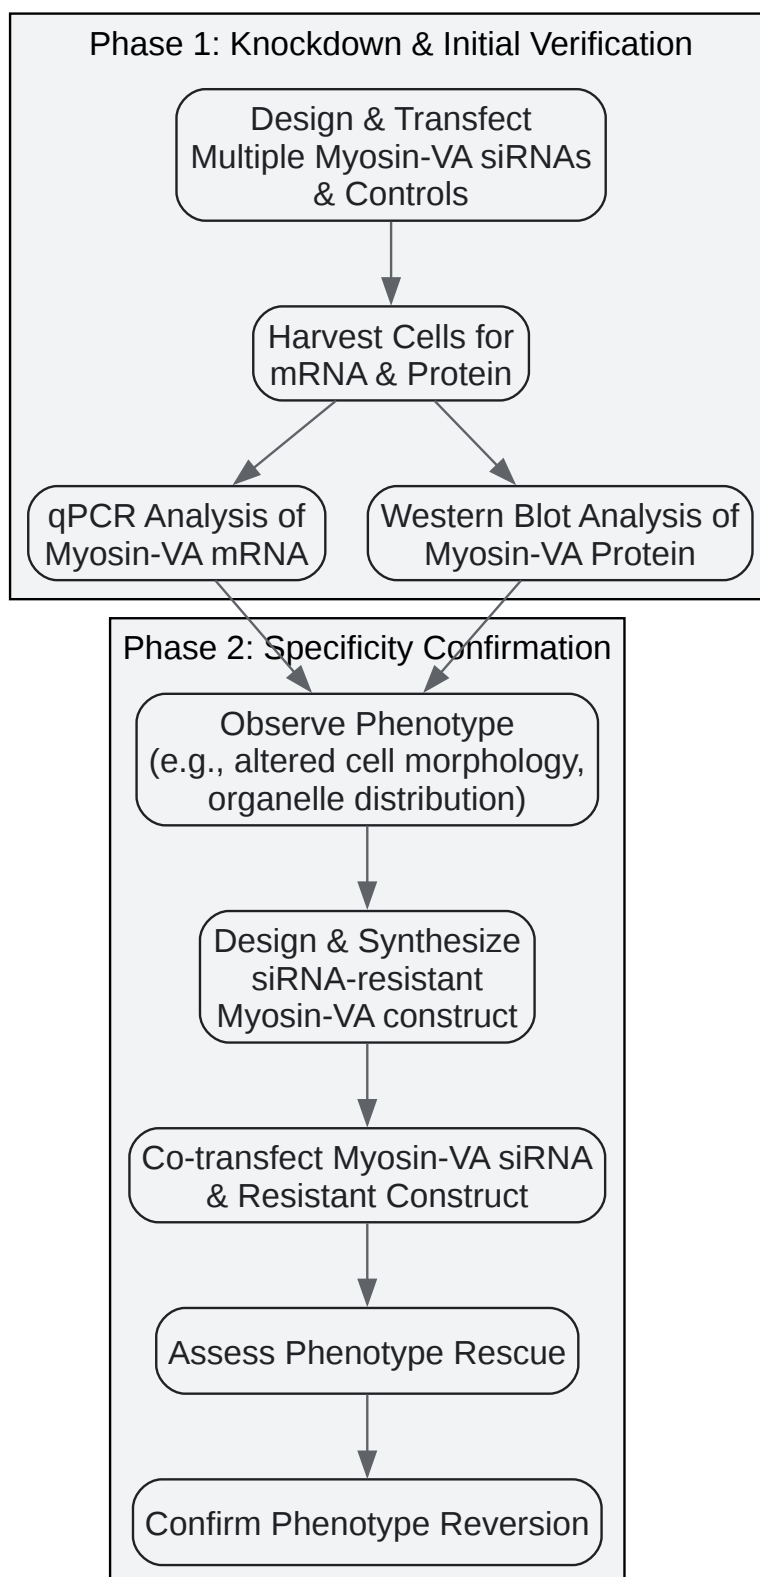 Phase 1: Knockdown & Initial Verification
Design & Transfect
Multiple Myosin-VA siRNAs
& Controls
Harvest Cells for
mRNA & Protein
qPCR Analysis of
Myosin-VA mRNA
Western Blot Analysis of
Myosin-VA Protein
Phase 2: Specificity Confirmation
Observe Phenotype
(e.g., altered cell morphology,
organelle distribution)
Design & Synthesize
siRNA-resistant
Myosin-VA construct
Co-transfect Myosin-VA siRNA
& Resistant Construct
Assess Phenotype Rescue
Confirm Phenotype Reversion